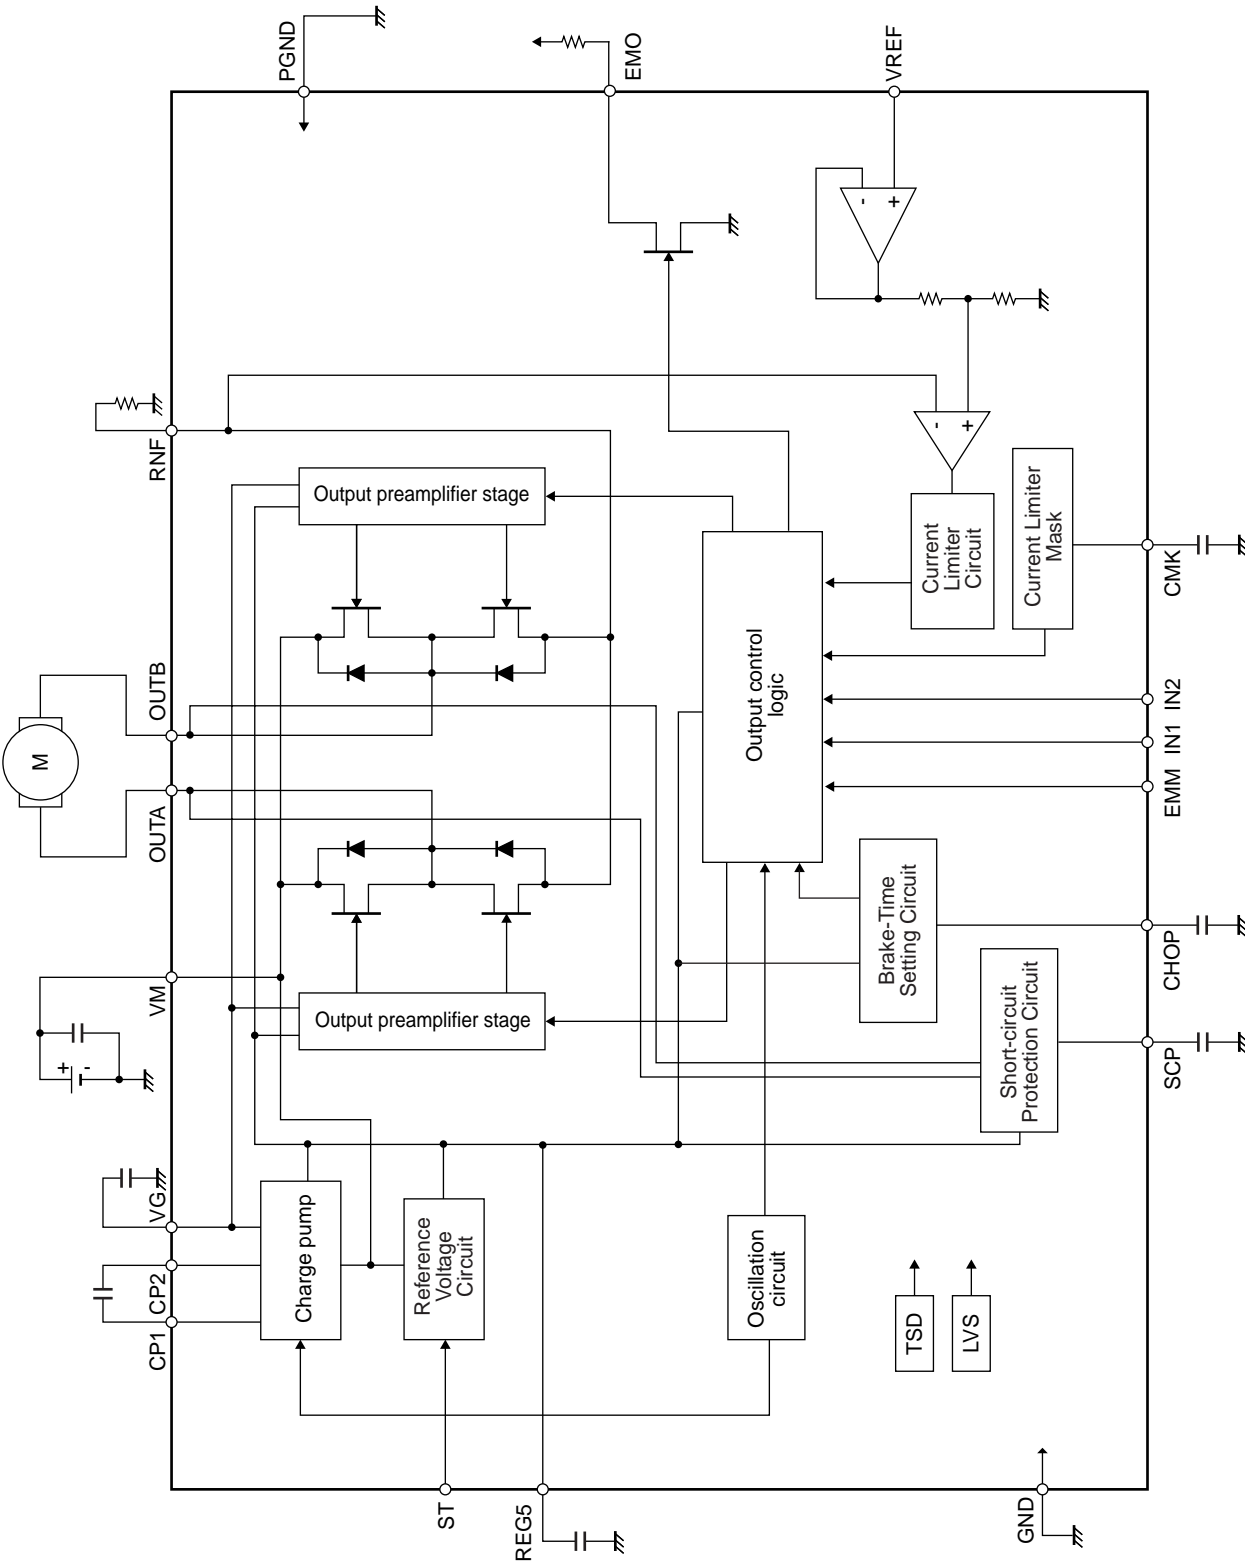 CP1
CP2
VG
VM
OUTA
M
OUTB
RNF
PGND
EMO
VREF
+
-
Charge pump
Reference
Voltage
Circuit
Output preamplifier stage
Output preamplifier stage
Oscillation
circuit
Output control
logic
-
+
-
+
Current
Limiter
Circuit
Current Limiter
Mask
Brake-Time
Setting Circuit
Short-circuit
Protection Circuit
TSD
LVS
ST
REG5
GND
SCP
CHOP
EMM
IN1
IN2
CMK